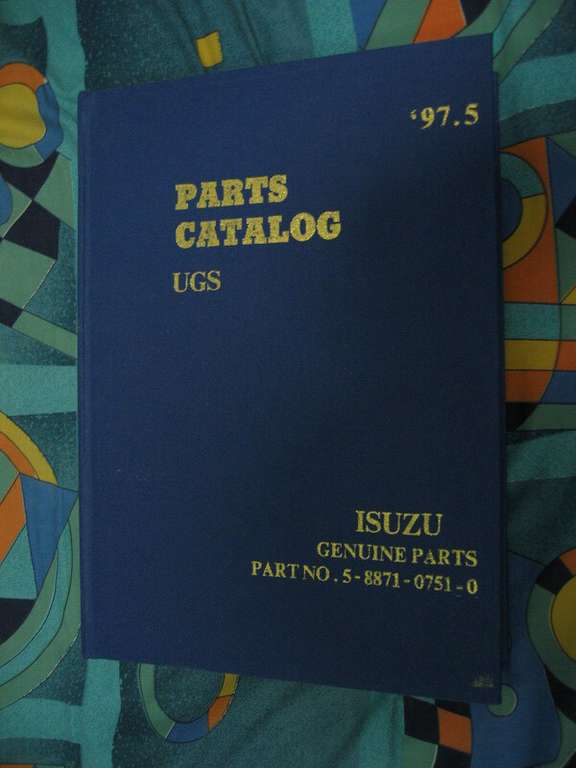 ‘97.5
PARTS
CATALOG
UGS
ISUZU
GENUINE PARTS
PART NO. 5-8871-0751-0